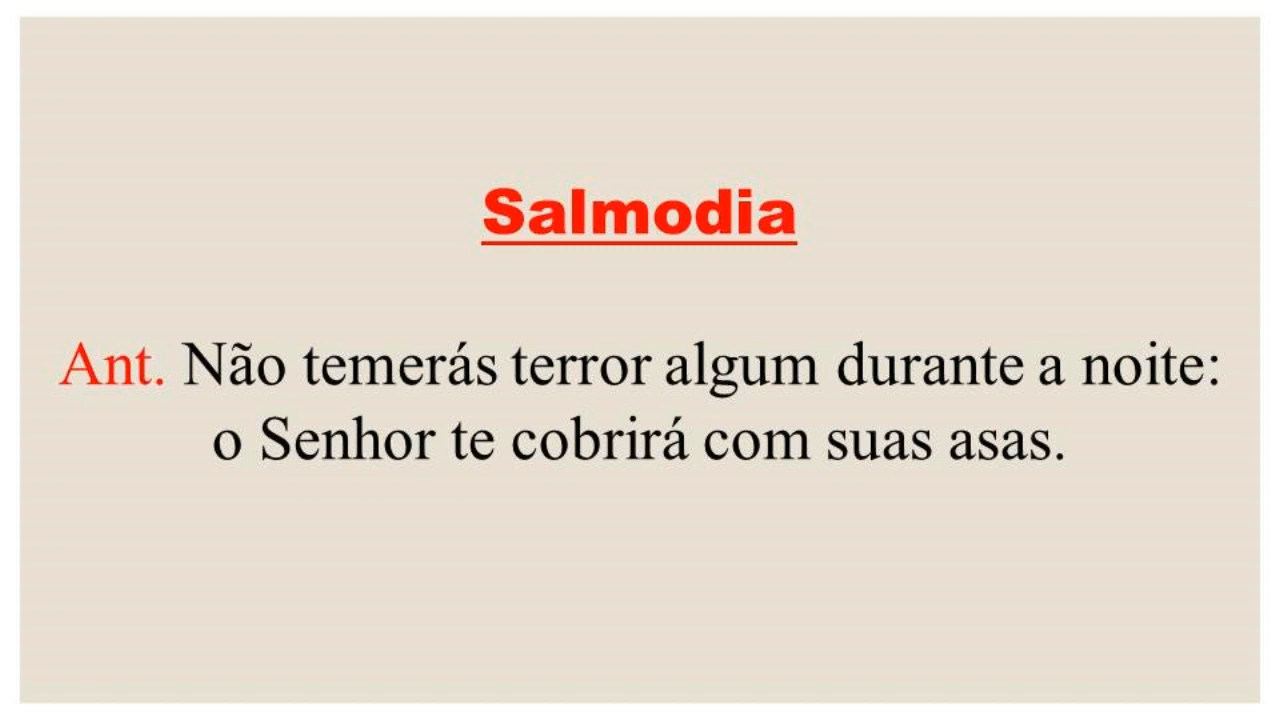 Salmodia
Ant. Não temerás terror algum durante a noite:
o Senhor te cobrirá com suas asas.